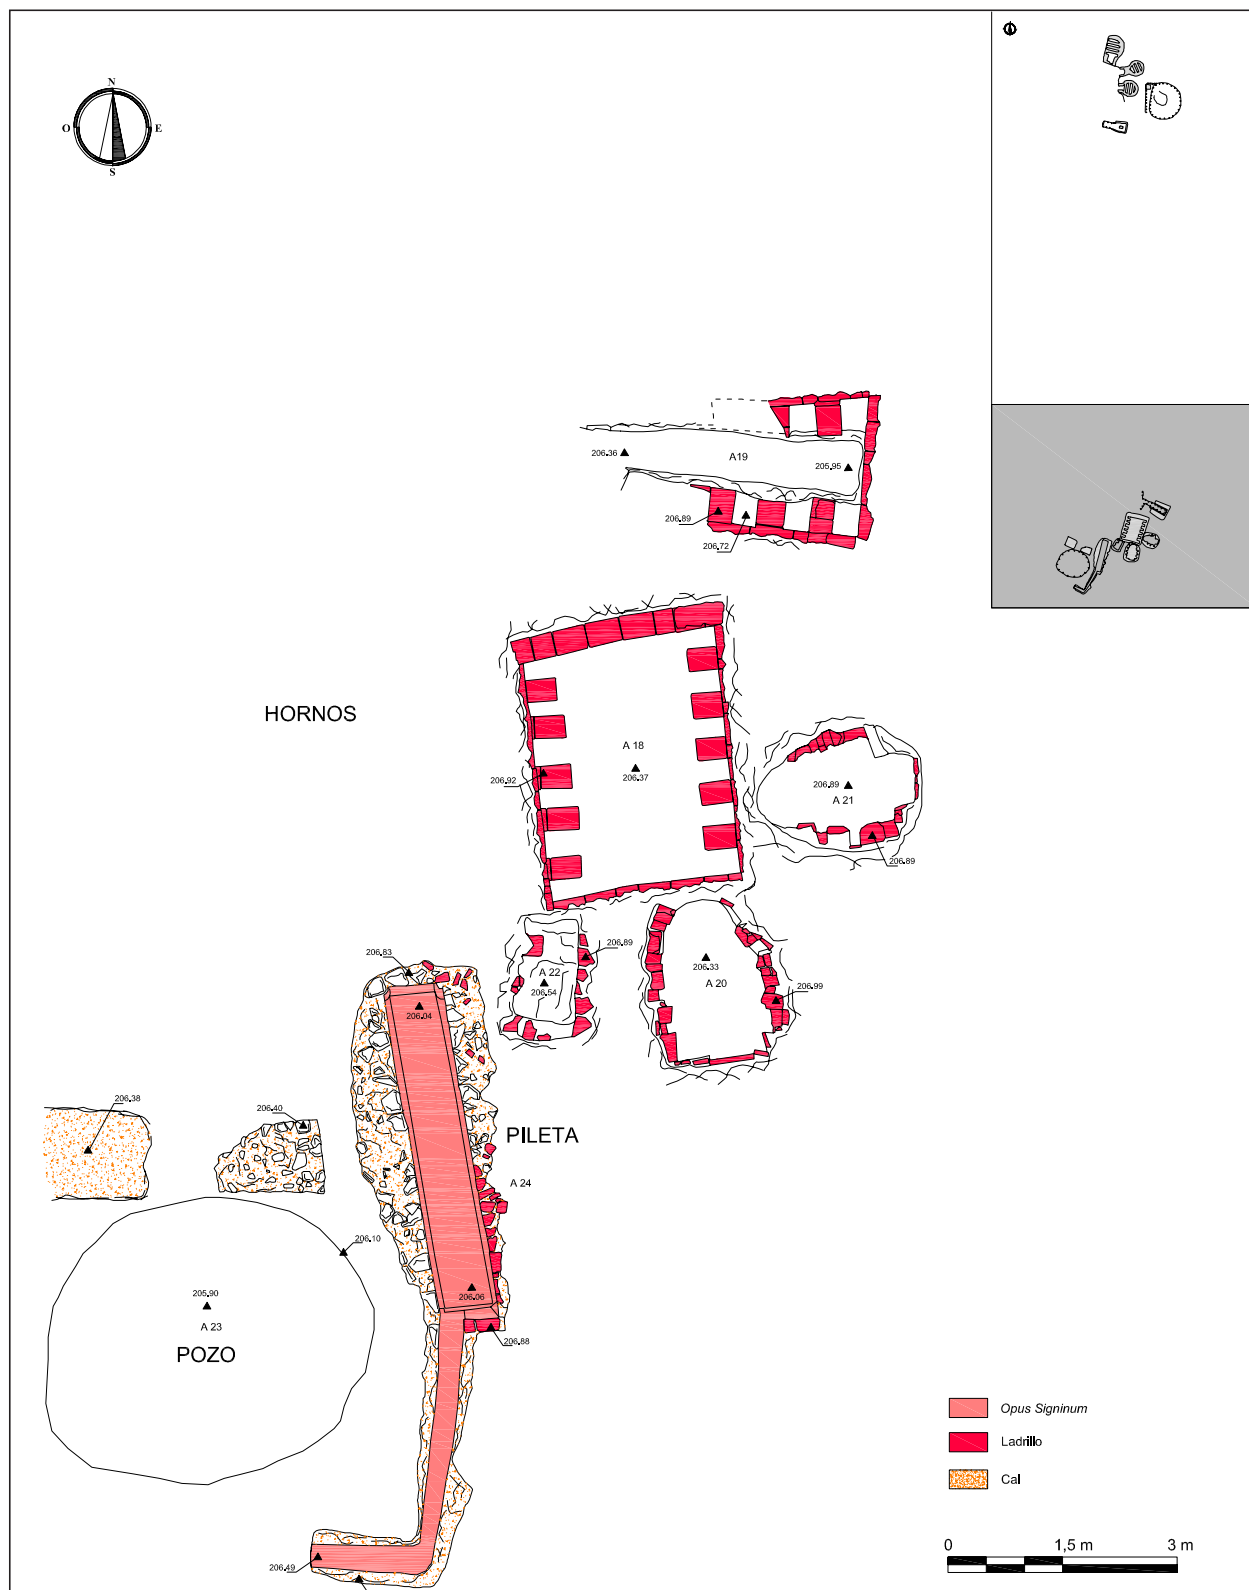 N
O E
S
206.36
A19
205.95
206.89
206.72
HORNOS
A 18
206.37
206.92
206.89
A 21
206.89
206.89
206.83
A 22
206.54
206.33
A 20
206.99
206.04
206.38
206.40
PILETA
A 24
206.10
205.90
A 23
POZO
206.06
206.88
206.49
Opus Signinum
Ladrillo
Cal
0 1,5 m 3 m